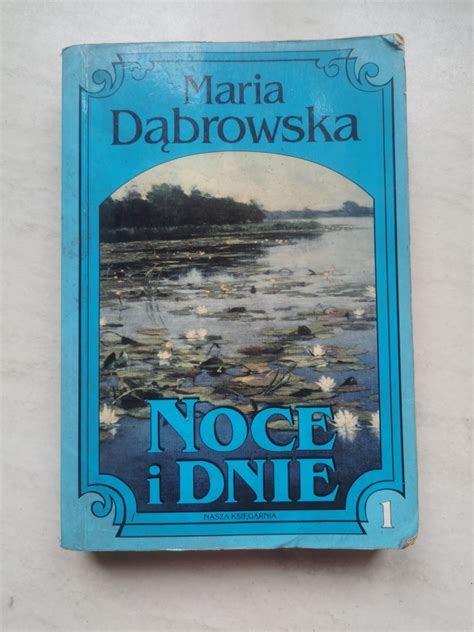 Maria
Dąbrowska
NOCE
i DNIE
NASZA KSIĘGARNIA
1